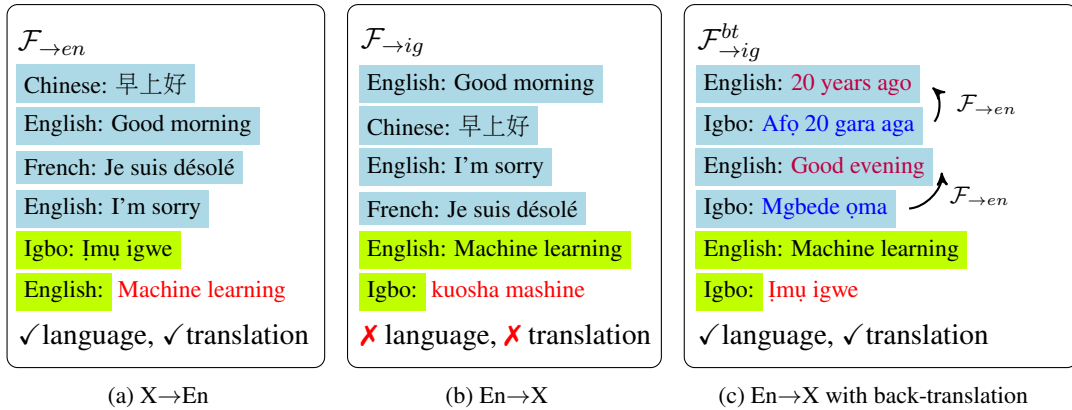 F→en
Chinese: 早上好
English: Good morning
French: Je suis désolé
English: I'm sorry
Igbo: Ịmụ igwe
English: Machine learning
✓language, ✓translation
(a) X→En
F→ig
English: Good morning
Chinese: 早上好
English: I'm sorry
French: Je suis désolé
English: Machine learning
Igbo: kuosha mashine
✗ language, ✗ translation
(b) En→X
F^bt→ig
English: 20 years ago
Igbo: Afọ 20 gara aga
F→en
English: Good evening
Igbo: Mgbede ọma
F→en
English: Machine learning
Igbo: Ịmụ igwe
✓language, ✓translation
(c) En→X with back-translation